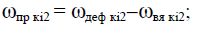 ωпр кі2 = ωдеф кі2–ωвя кі2;